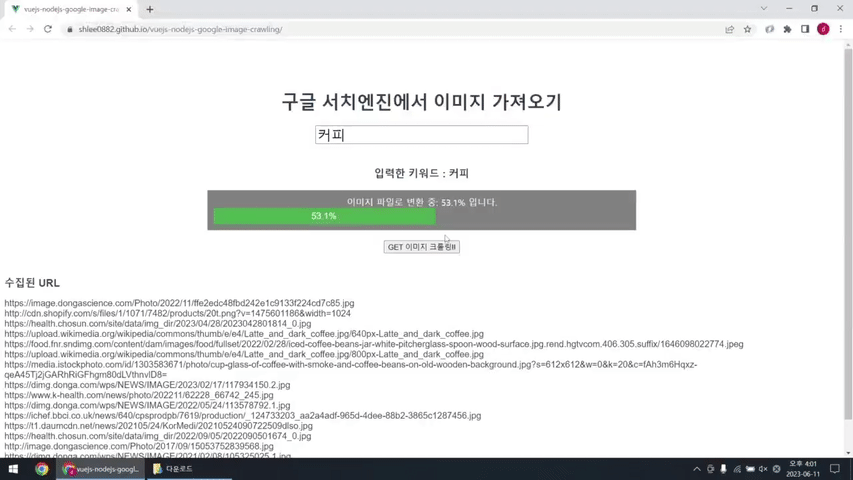 vuejs-nodejs-google-image-cra
shlee0882.github.io/vuejs-nodejs-google-image-crawling/
구글 서치엔진에서 이미지 가져오기
커피
입력한 키워드 : 커피
이미지 파일로 변환 중: 53.1% 입니다.
53.1%
GET 이미지 크롤링!!
수집된 URL
https://image.dongascience.com/Photo/2022/11/ffe2edc48fbd242e1c9133f224cd7c85.jpg
http://cdn.shopify.com/s/files/1/1071/7482/products/20t.png?v=1475601186&width=1024
https://health.chosun.com/site/data/img_dir/2023/04/28/2023042801814_0.jpg
https://upload.wikimedia.org/wikipedia/commons/thumb/e/e4/Latte_and_dark_coffee.jpg/640px-Latte_and_dark_coffee.jpg
https://food.fnr.sndimg.com/content/dam/images/food/fullset/2022/02/28/iced-coffee-beans-jar-white-pitcherglass-spoon-wood-surface.jpg.rend.hgtvcom.406.305.suffix/1646098022774.jpeg
https://upload.wikimedia.org/wikipedia/commons/thumb/e/e4/Latte_and_dark_coffee.jpg/800px-Latte_and_dark_coffee.jpg
https://media.istockphoto.com/id/1303583671/photo/cup-glass-of-coffee-with-smoke-and-coffee-beans-on-old-wooden-background.jpg?s=612x612&w=0&k=20&c=fAh3m6Hqxz-
qeA45Tj2jGARhRiGFhgm80dLVthnvlD8=
https://dimg.donga.com/wps/NEWS/IMAGE/2023/02/17/117934150.2.jpg
https://www.k-health.com/news/photo/202211/62228_66742_245.jpg
https://dimg.donga.com/wps/NEWS/IMAGE/2022/05/24/113578792.1.jpg
https://ichef.bbci.co.uk/news/640/cpsprodpb/7619/production/_124733203_aa2a4adf-965d-4dee-88b2-3865c1287456.jpg
https://t1.daumcdn.net/news/202105/24/KorMedi/20210524090722509dlso.jpg
https://health.chosun.com/site/data/img_dir/2022/09/05/2022090501674_0.jpg
https://image.dongascience.com/Photo/2017/09/15053752839568.jpg
https://dimg.donga.com/wps/NEWS/IMAGE/2021/02/08/105325025.1.jpg
vuejs-nodejs-googl...
다운로드
오후 4:01
2023-06-11